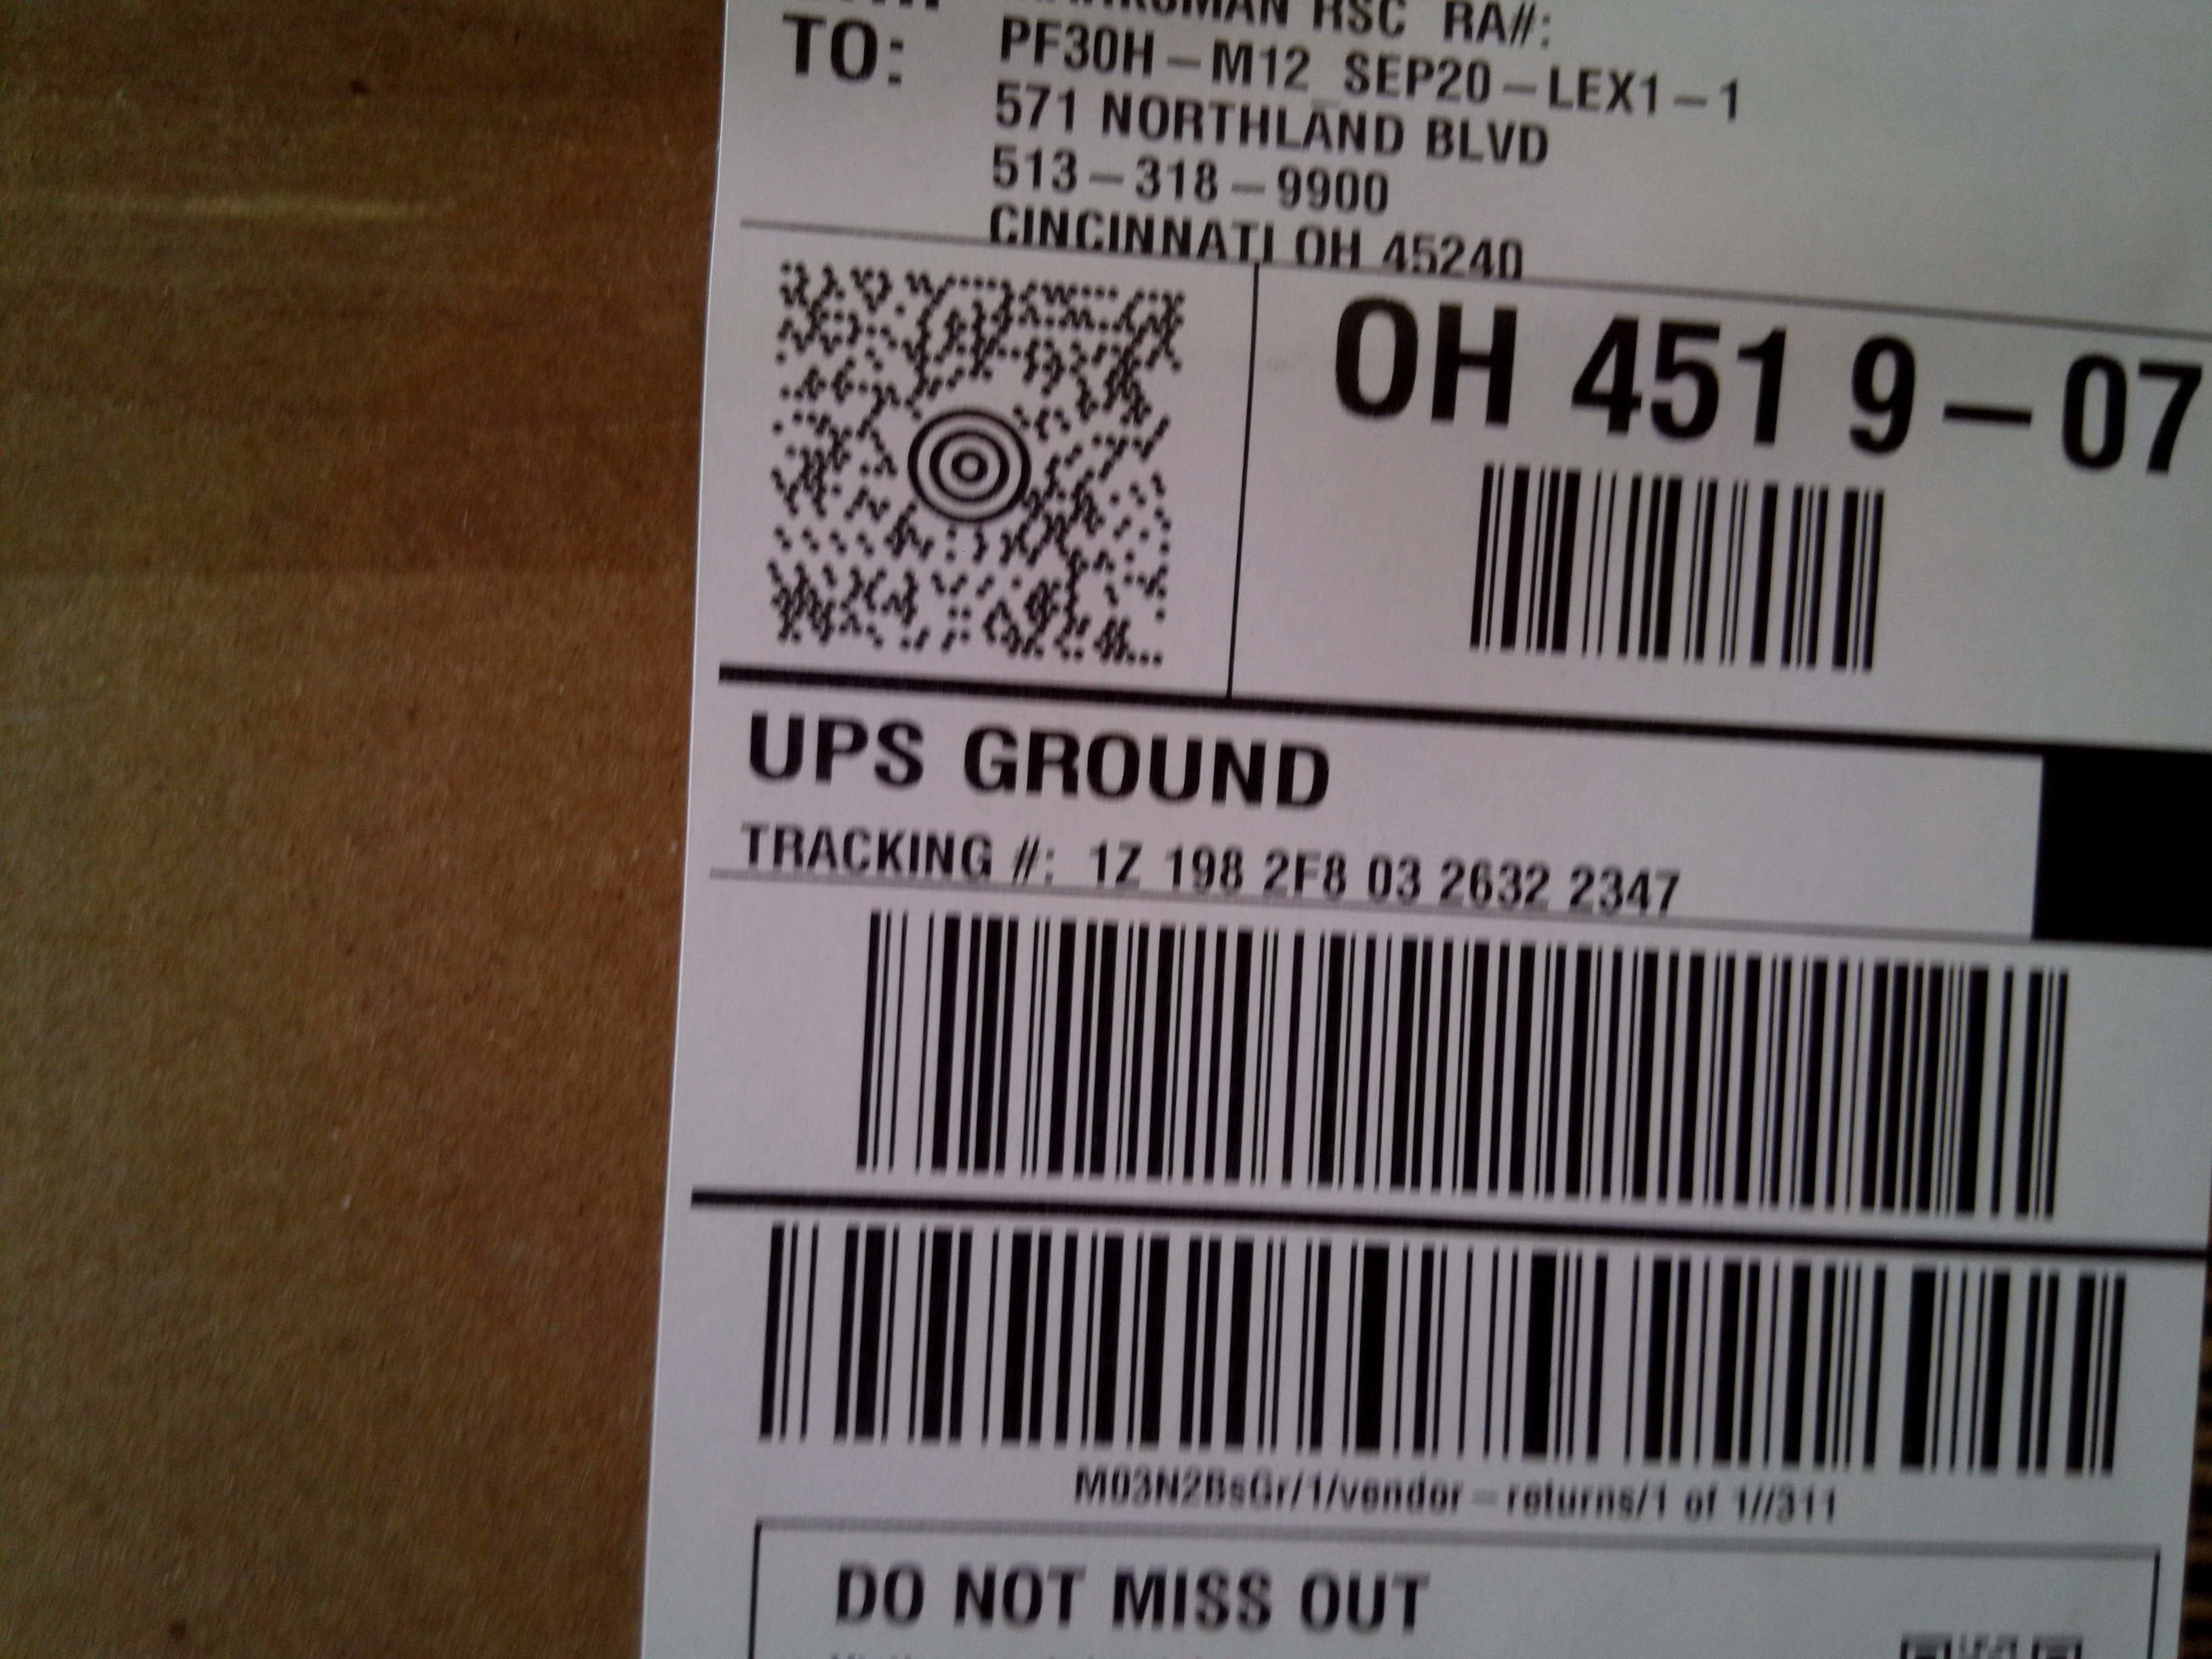 RSC RA#:
TO:
PF30H-M12_SEP20-LEX1-1
571 NORTHLAND BLVD
513-318-9900
CINCINNATI OH 45240
OH 451 9-07
UPS GROUND
TRACKING #: 1Z 198 2F8 03 2632 2347
M03N2BsGr/1/vendor-returns/1 of 1//311
DO NOT MISS OUT